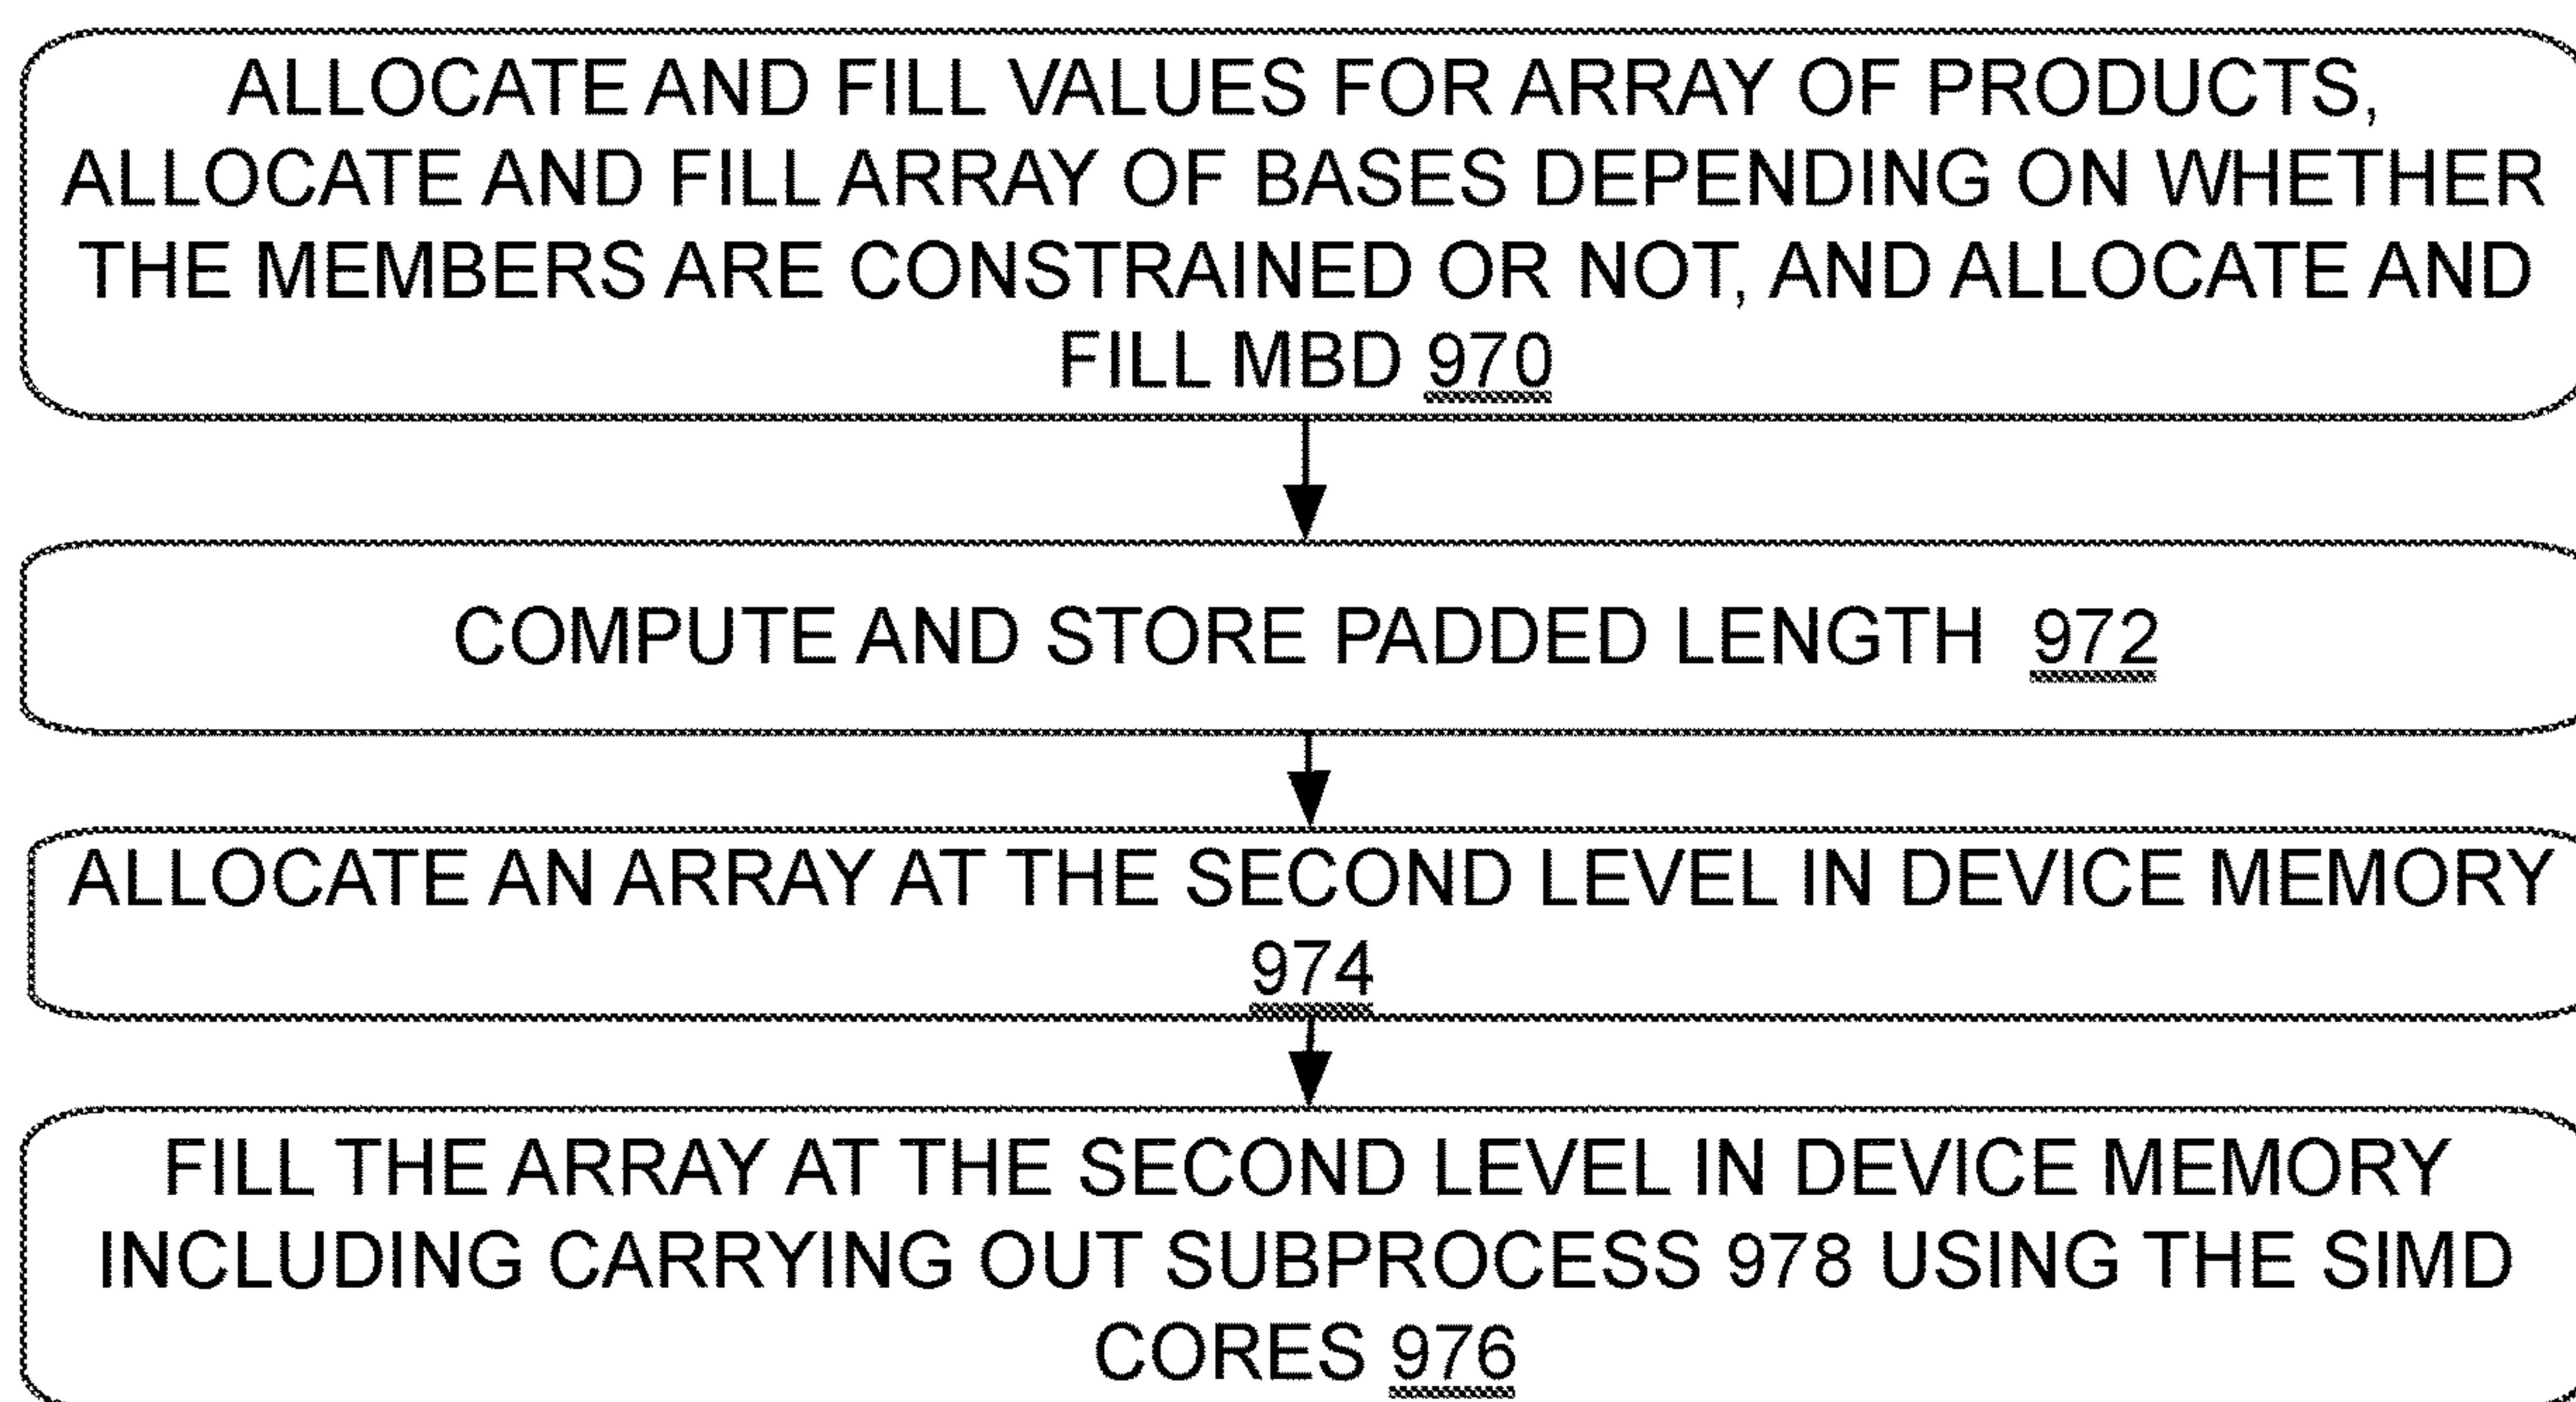 ALLOCATE AND FILL VALUES FOR ARRAY OF PRODUCTS,
ALLOCATE AND FILL ARRAY OF BASES DEPENDING ON WHETHER
THE MEMBERS ARE CONSTRAINED OR NOT, AND ALLOCATE AND
FILL MBD 970
COMPUTE AND STORE PADDED LENGTH 972
ALLOCATE AN ARRAY AT THE SECOND LEVEL IN DEVICE MEMORY
974
FILL THE ARRAY AT THE SECOND LEVEL IN DEVICE MEMORY
INCLUDING CARRYING OUT SUBPROCESS 978 USING THE SIMD
CORES 976